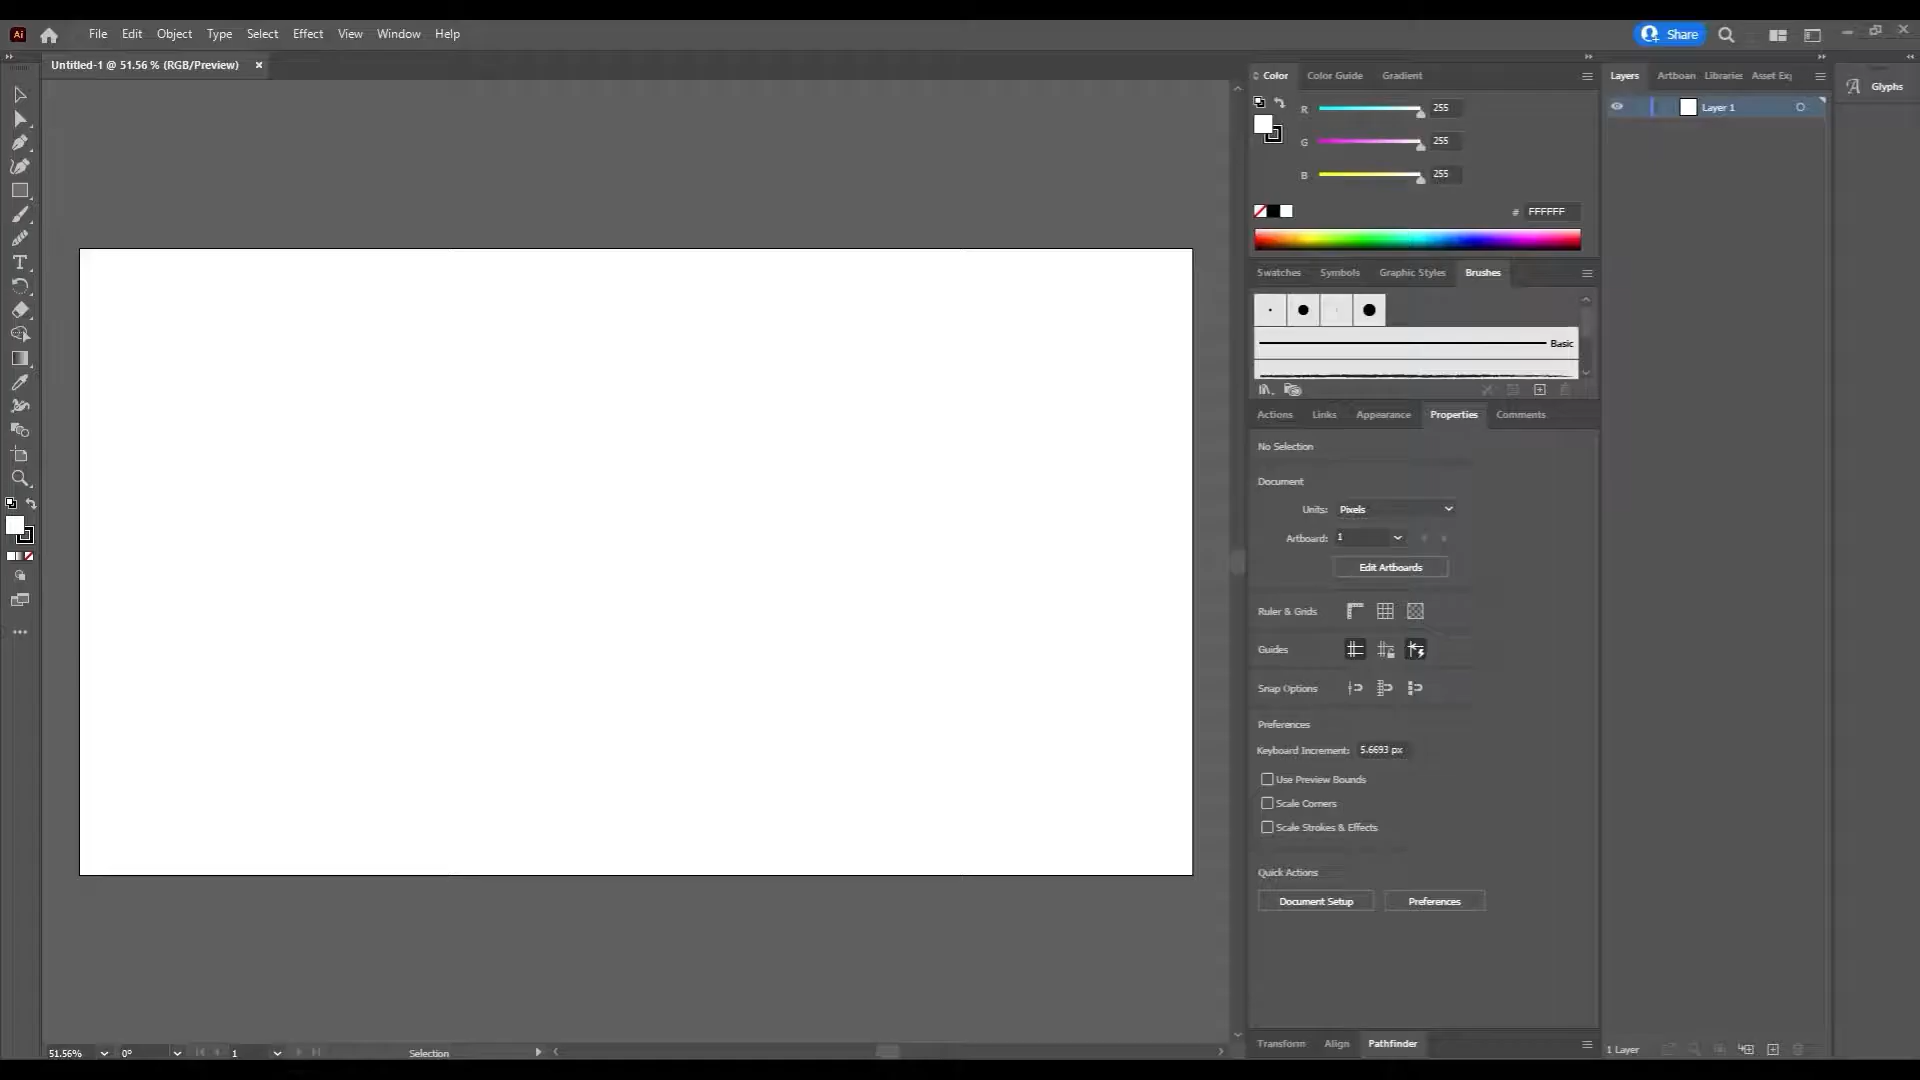 Ai
File Edit Object Type Select Effect View Window Help
Share
Untitled-1 @ 51.56 % (RGB/Preview) ×
Color Color Guide Gradient
R 255
G 255
B 255
# FFFFFF
Swatches Symbols Graphic Styles Brushes
Basic
Actions Links Appearance Properties Comments
No Selection
Document
Units: Pixels
Artboard: 1
Edit Artboards
Ruler & Grids
Guides
Snap Options
Preferences
Keyboard Increment: 5.6693 px
Use Preview Bounds
Scale Corners
Scale Strokes & Effects
Quick Actions
Document Setup Preferences
Transform Align Pathfinder
Layers Artboan Libraries Asset Exp
Layer 1
1 Layer
Glyphs
51.56% 0° 1 Selection